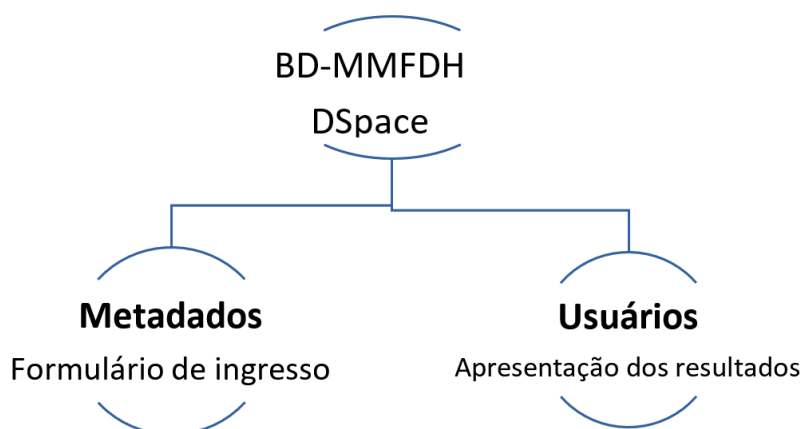 BD-MMFDH
DSpace
Metadados
Formulário de ingresso
Usuários
Apresentação dos resultados